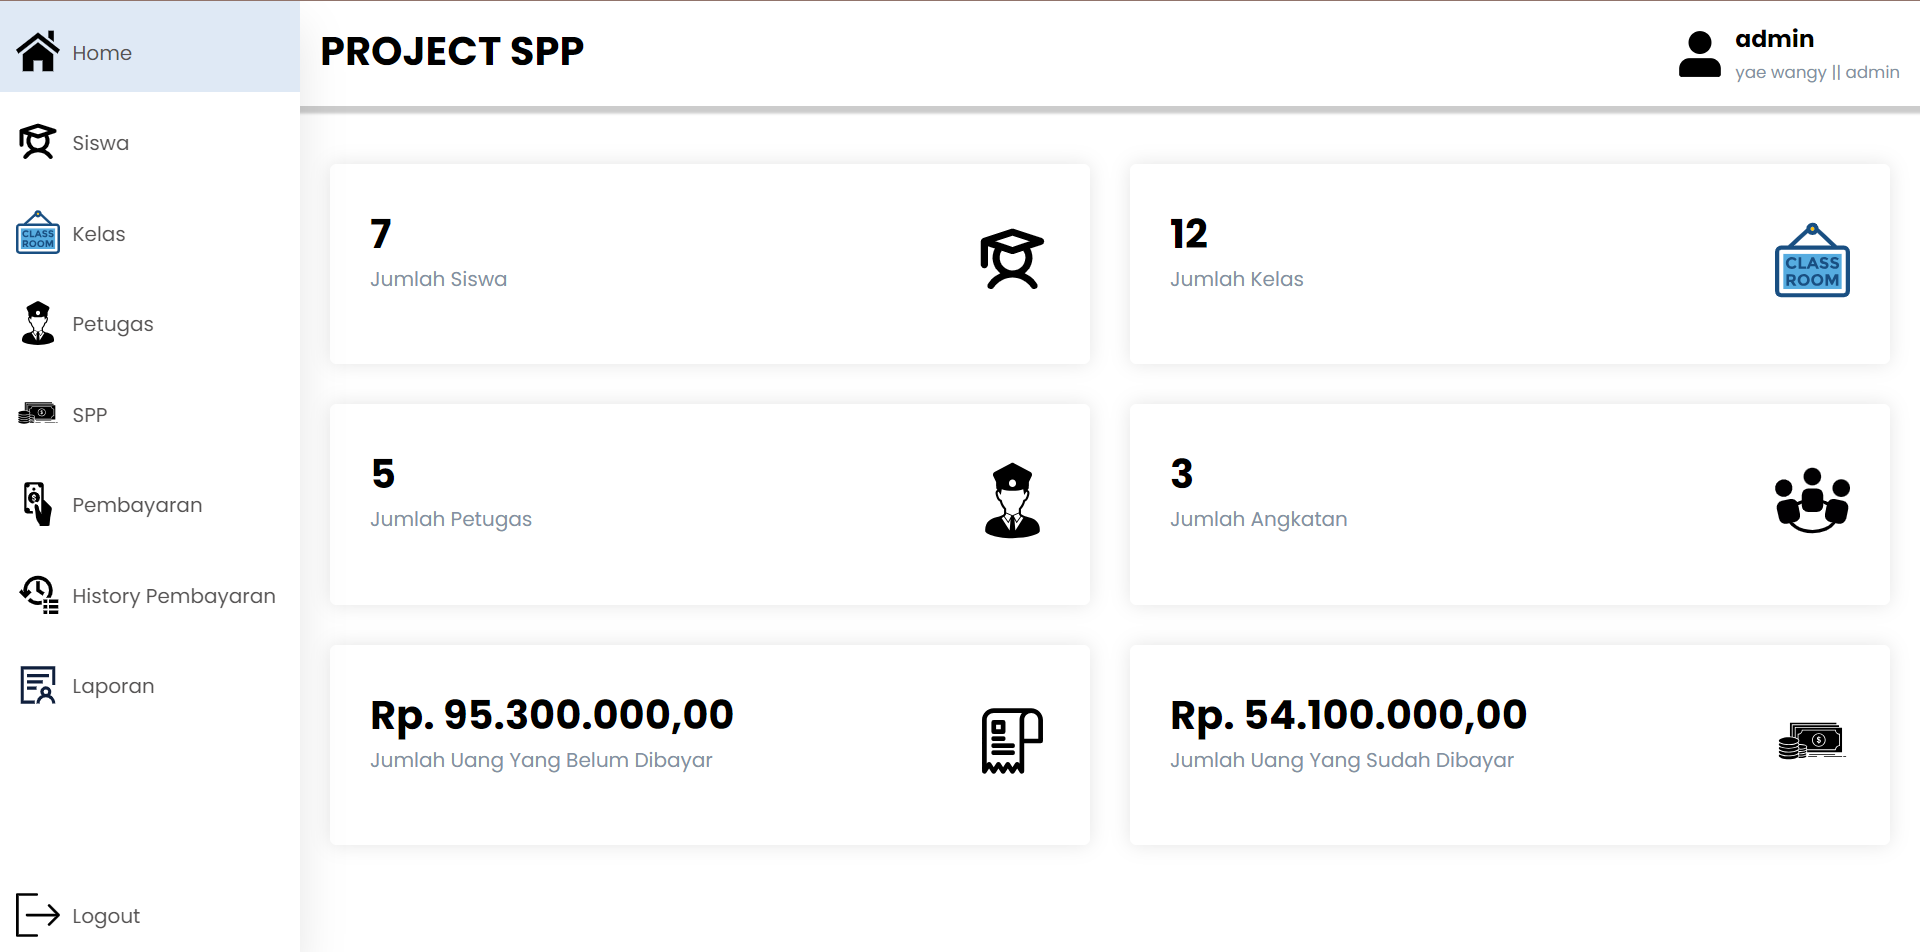 Home
Siswa
CLASS
ROOM
Kelas
Petugas
SPP
Pembayaran
History Pembayaran
Laporan
Logout
PROJECT SPP
admin
yae wangy || admin
7
Jumlah Siswa
12
Jumlah Kelas
CLASS
ROOM
5
Jumlah Petugas
3
Jumlah Angkatan
Rp. 95.300.000,00
Jumlah Uang Yang Belum Dibayar
Rp. 54.100.000,00
Jumlah Uang Yang Sudah Dibayar